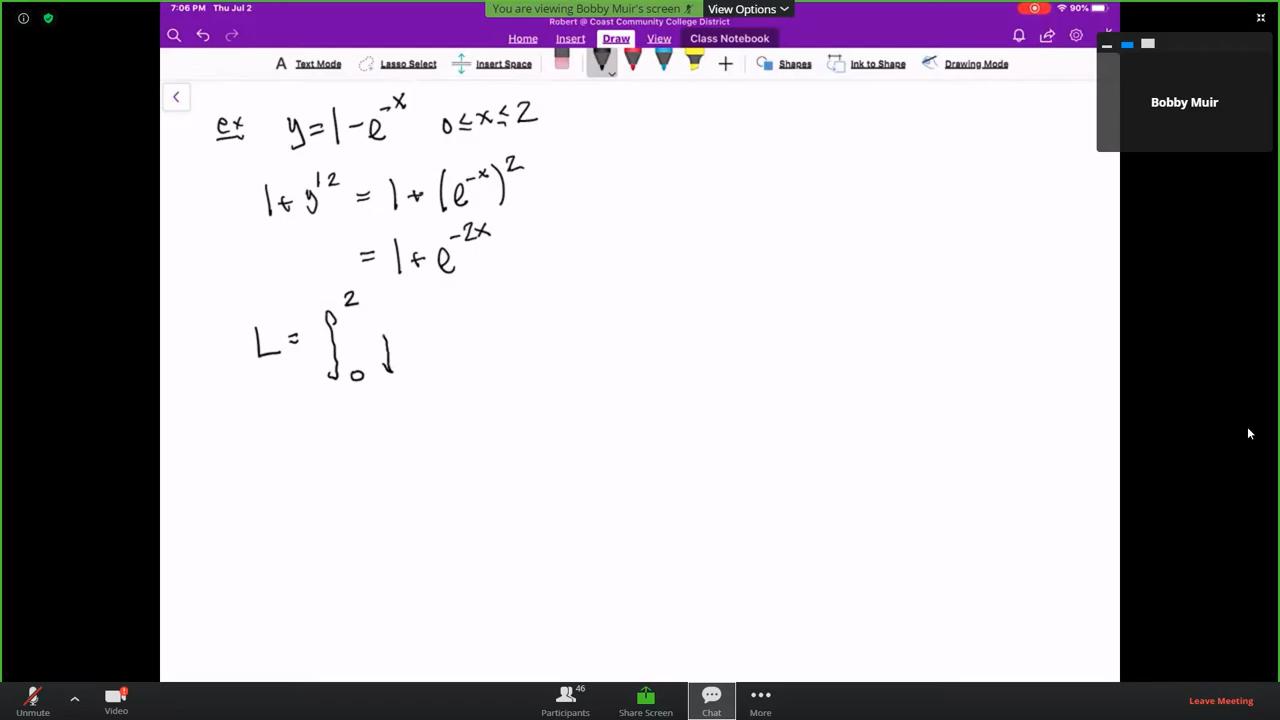 You are viewing Bobby Muir's screen View Options
7:06 PM Thu Jul 2
Robert @ Coast Community College District
90%
Home Insert Draw View Class Notebook
A Text Mode Lasso Select Insert Space Shapes Ink to Shape Drawing Mode
Bobby Muir
ex y = 1 - e^{-x} 0 ≤ x ≤ 2
1 + y'^2 = 1 + (e^{-x})^2
= 1 + e^{-2x}
L = ∫_0^2
Unmute Video Participants 46 Share Screen Chat More Leave Meeting